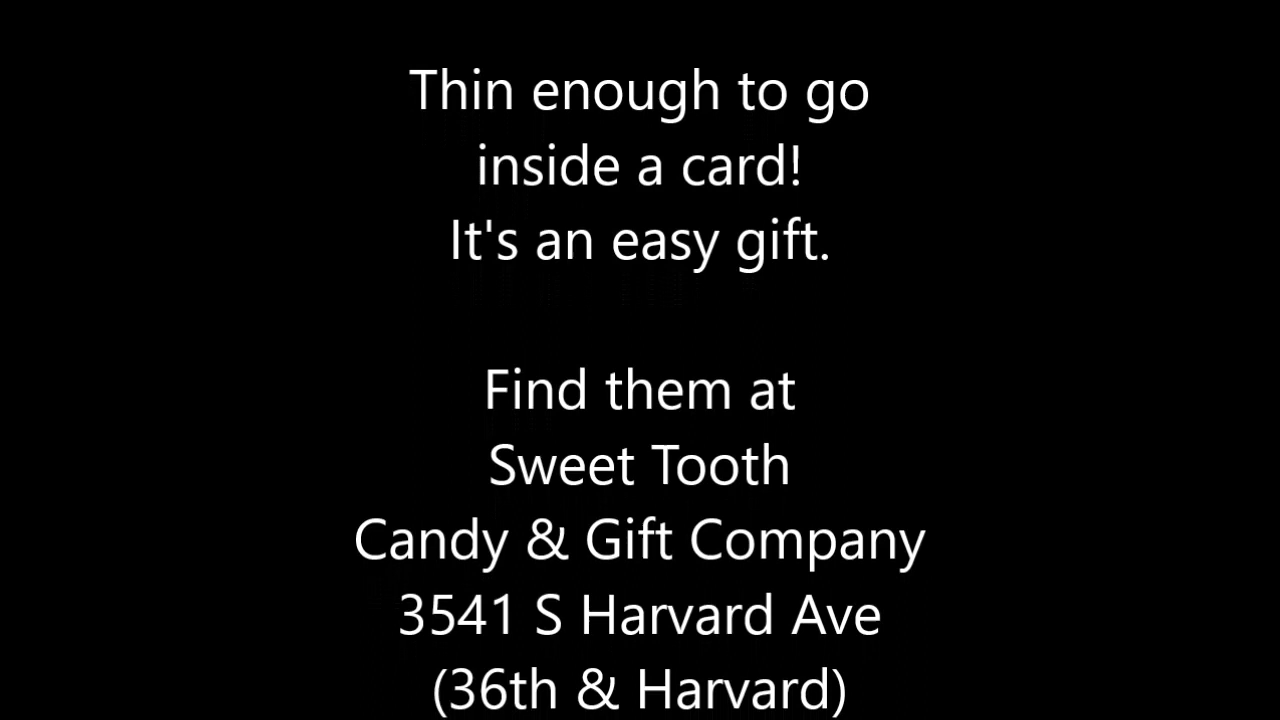 Thin enough to go
inside a card!
It's an easy gift.
Find them at
Sweet Tooth
Candy & Gift Company
3541 S Harvard Ave
(36th & Harvard)